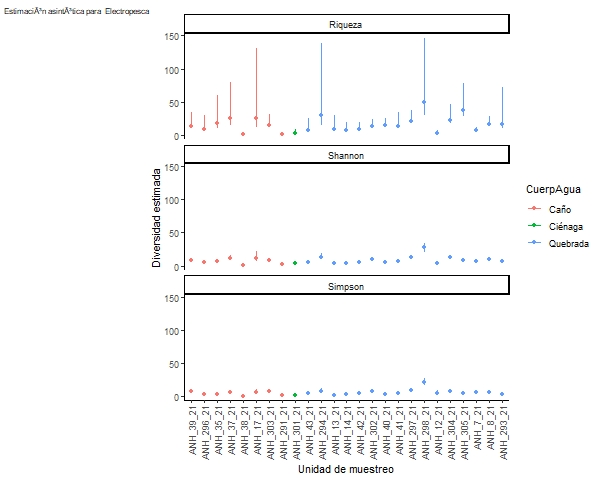 EstimaciÃ³n asintÃ³tica para Electropesca
Riqueza
150
100
50
0
Shannon
150
100
50
0
Simpson
150
100
50
0
Diversidad estimada
ANH_39_21
ANH_296_21
ANH_35_21
ANH_37_21
ANH_38_21
ANH_17_21
ANH_303_21
ANH_291_21
ANH_301_21
ANH_43_21
ANH_294_21
ANH_13_21
ANH_14_21
ANH_42_21
ANH_302_21
ANH_40_21
ANH_41_21
ANH_297_21
ANH_298_21
ANH_12_21
ANH_304_21
ANH_305_21
ANH_7_21
ANH_8_21
ANH_293_21
Unidad de muestreo
CuerpAgua
Caño
Ciénaga
Quebrada